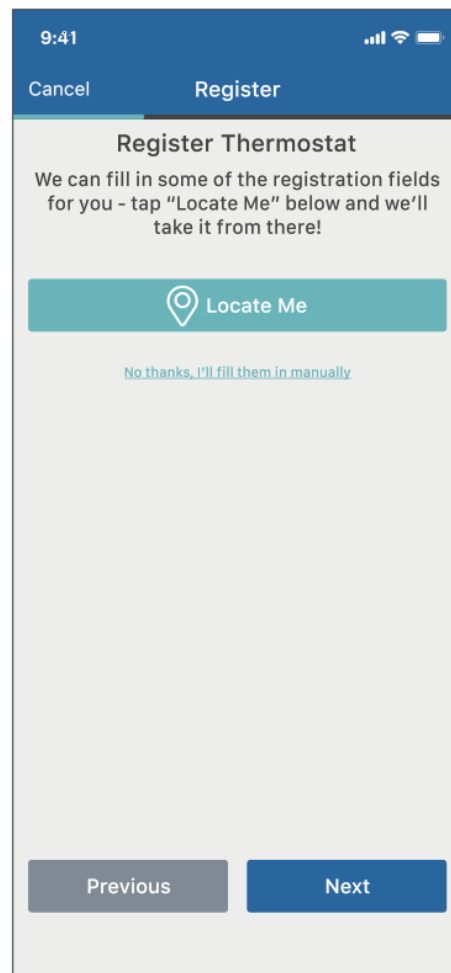 9:41
Cancel Register
Register Thermostat
We can fill in some of the registration fields
for you - tap “Locate Me” below and we’ll
take it from there!
Locate Me
No thanks, I’ll fill them in manually
Previous Next